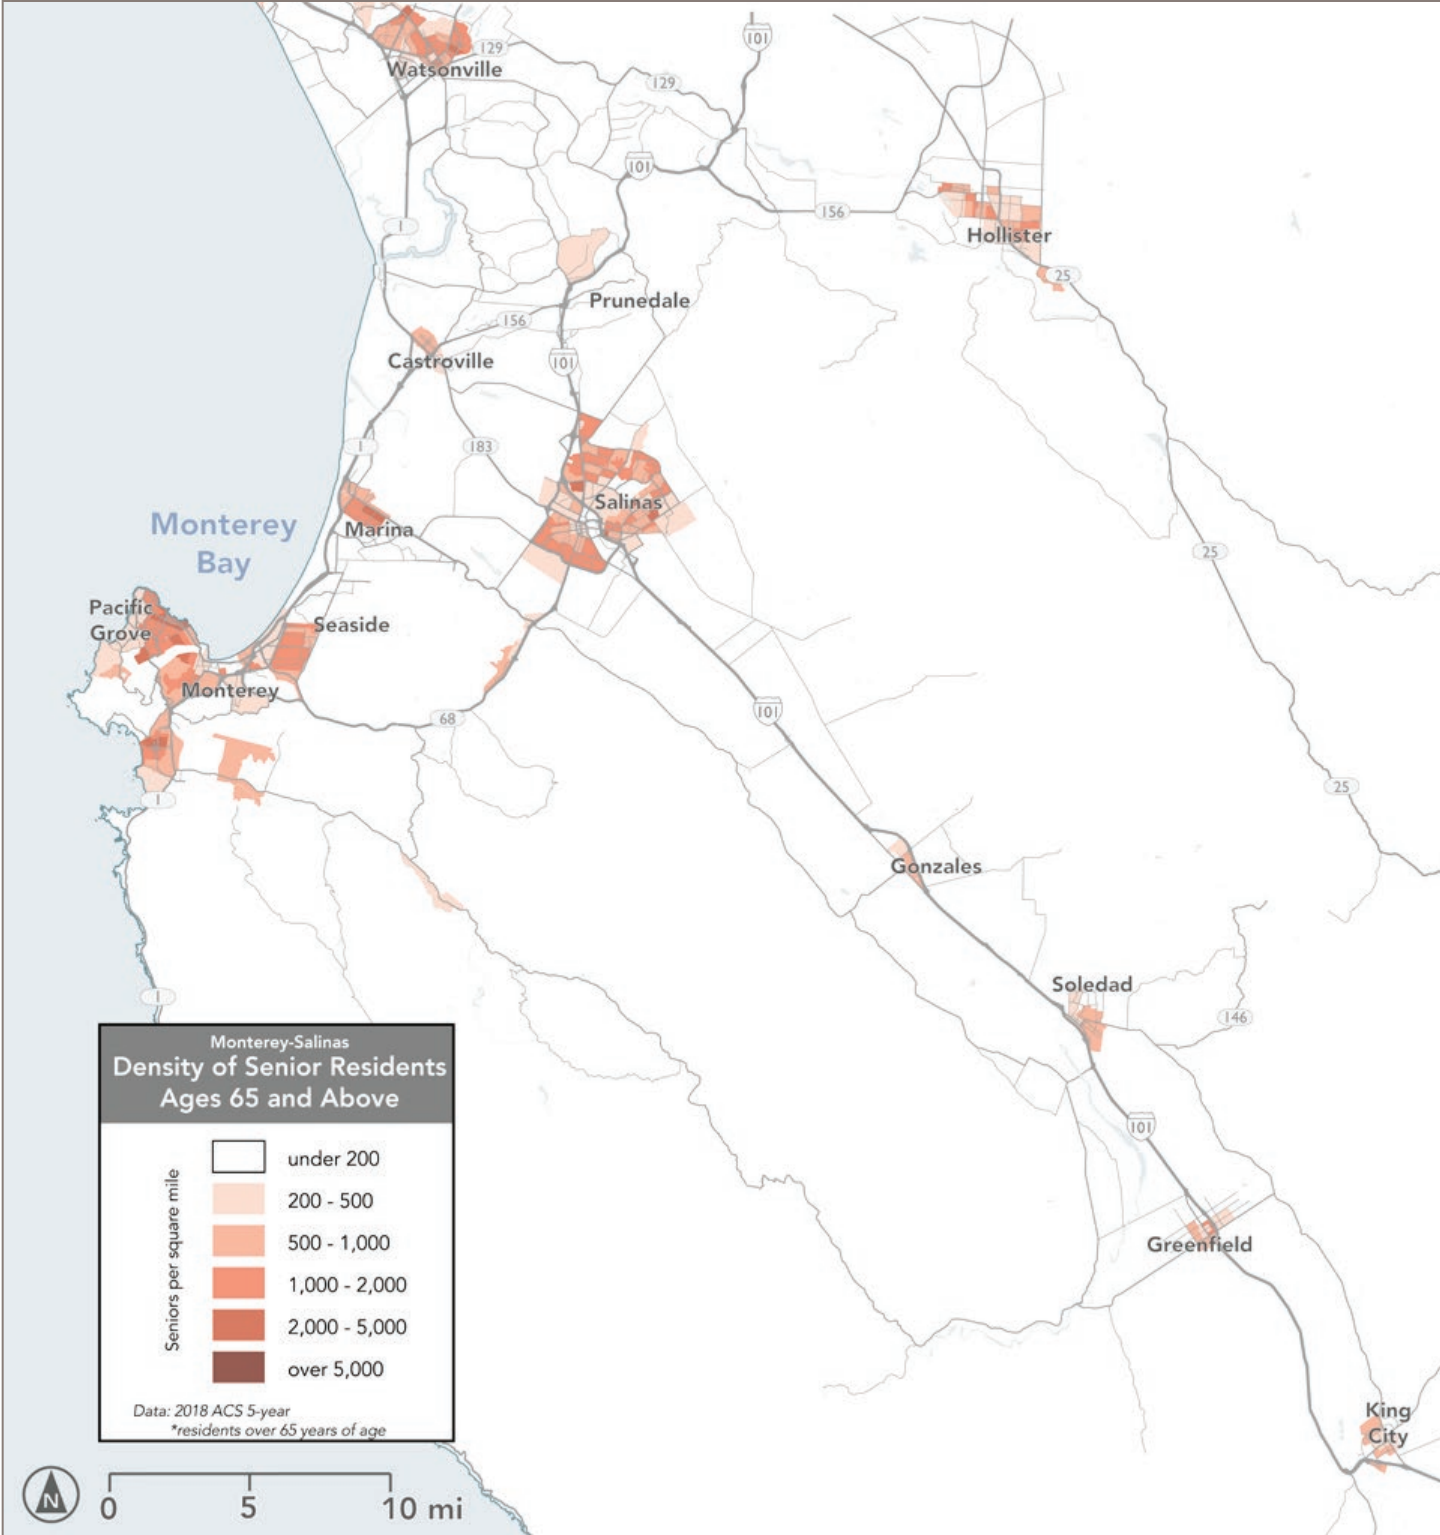 129
Watsonville
101
129
101
156
1
Hollister
25
Prunedale
156
Castroville
101
1
183
Salinas
Marina
Monterey
Bay
25
Pacific
Grove
Seaside
Monterey
68
101
25
1
Gonzales
Soledad
1
146
Monterey-Salinas
Density of Senior Residents
Ages 65 and Above
Seniors per square mile
under 200
200 - 500
500 - 1,000
1,000 - 2,000
2,000 - 5,000
over 5,000
Data: 2018 ACS 5-year
*residents over 65 years of age
101
Greenfield
King
City
N
0 5 10 mi